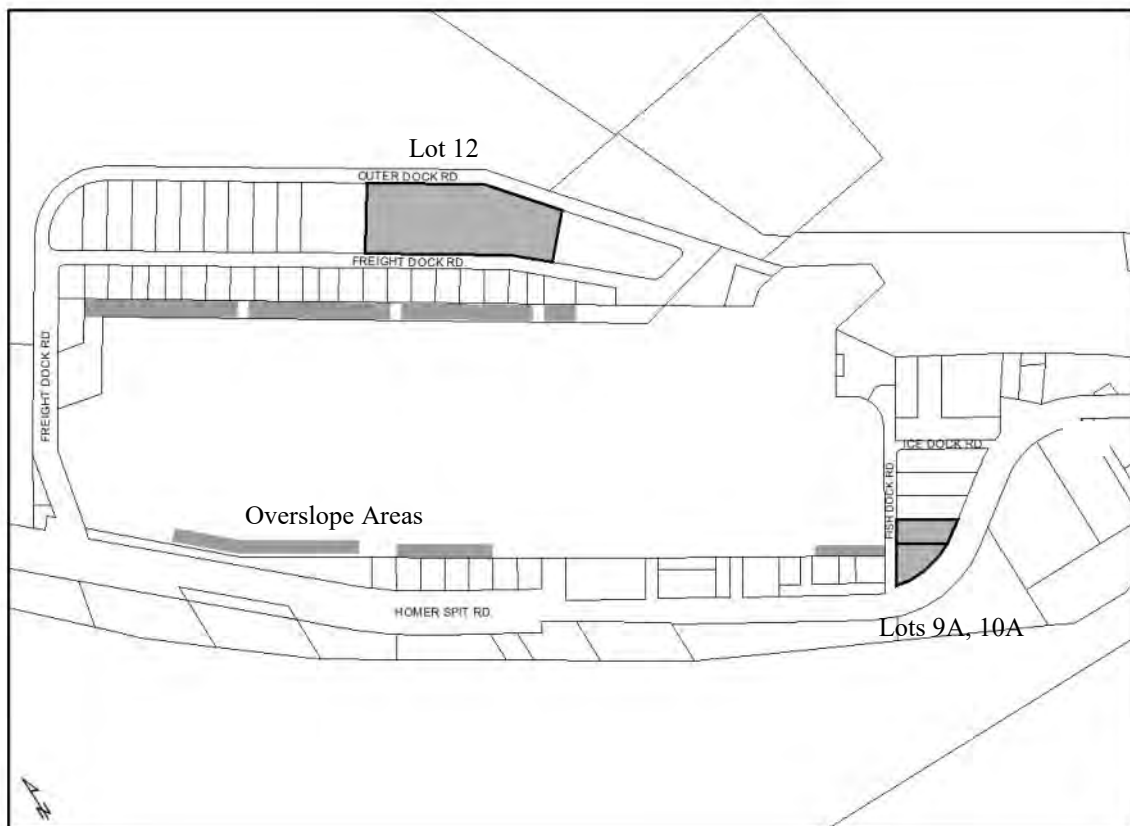 Lot 12
OUTER DOCK RD.
FREIGHT DOCK RD.
FREIGHT DOCK RD.
ICE DOCK RD.
FISH DOCK RD.
Overslope Areas
HOMER SPIT RD.
Lots 9A, 10A
N